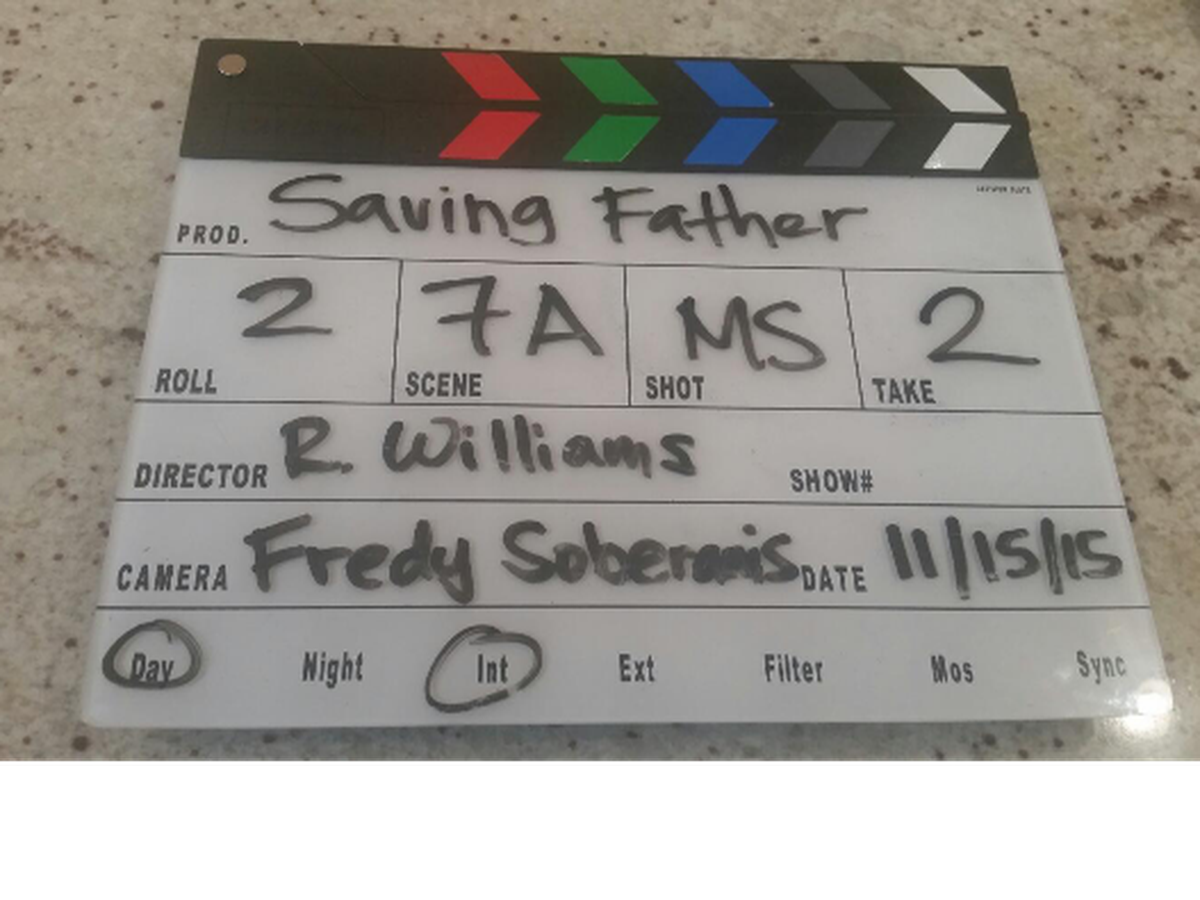 PROD. Saving Father
ROLL 2 SCENE 7A SHOT MS TAKE 2
DIRECTOR R. Williams SHOW#
CAMERA Fredy DATE 11/15/15
Day Night Int Ext Filter Mos Sync